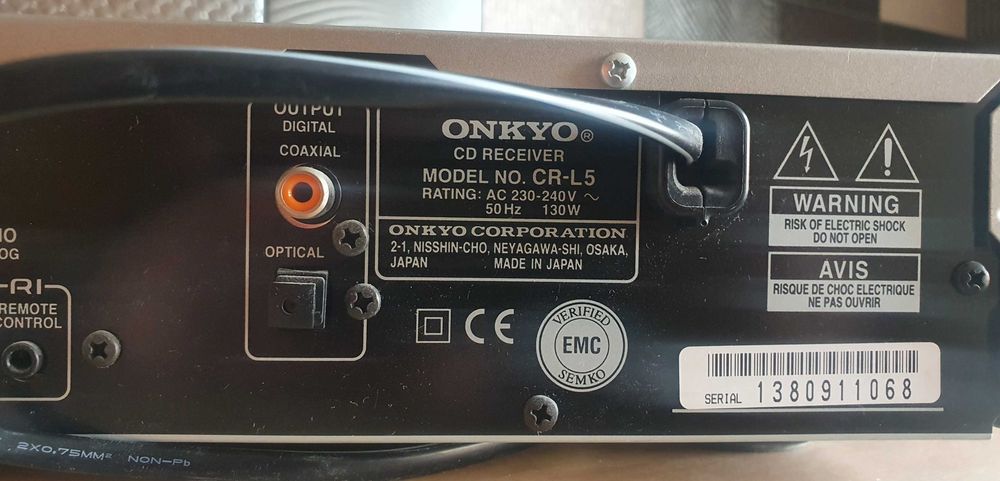 OUTPUT
DIGITAL
COAXIAL
OPTICAL
RI
REMOTE
CONTROL
ONKYO®
CD RECEIVER
MODEL NO. CR-L5
RATING: AC 230-240V ~
50 Hz 130W
ONKYO CORPORATION
2-1, NISSHIN-CHO, NEYAGAWA-SHI, OSAKA,
JAPAN MADE IN JAPAN
CE
VERIFIED
EMC
SEMKO
WARNING
RISK OF ELECTRIC SHOCK
DO NOT OPEN
AVIS
RISQUE DE CHOC ELECTRIQUE
NE PAS OUVRIR
SERIAL 1380911068
2X0.75MM² NON-Pb